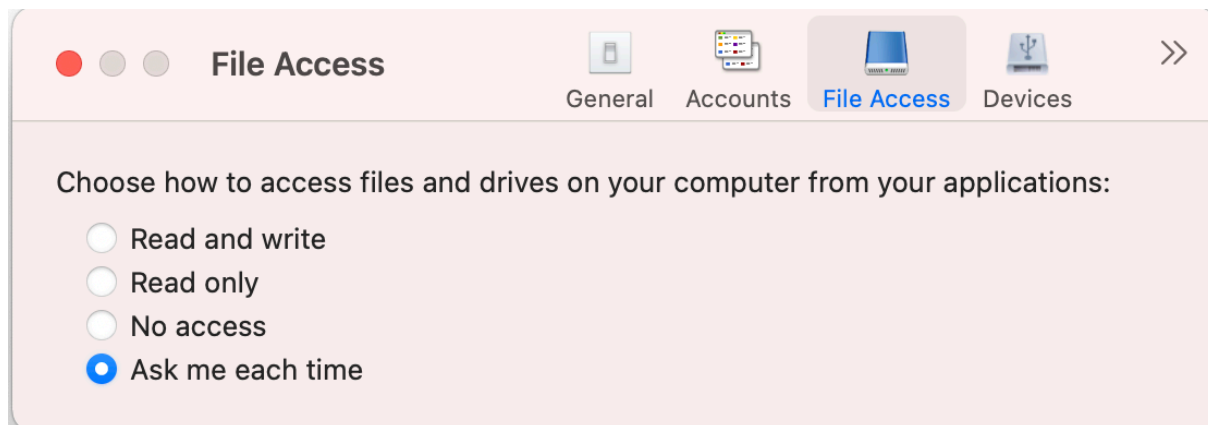 File Access
General Accounts File Access Devices
Choose how to access files and drives on your computer from your applications:
Read and write
Read only
No access
Ask me each time